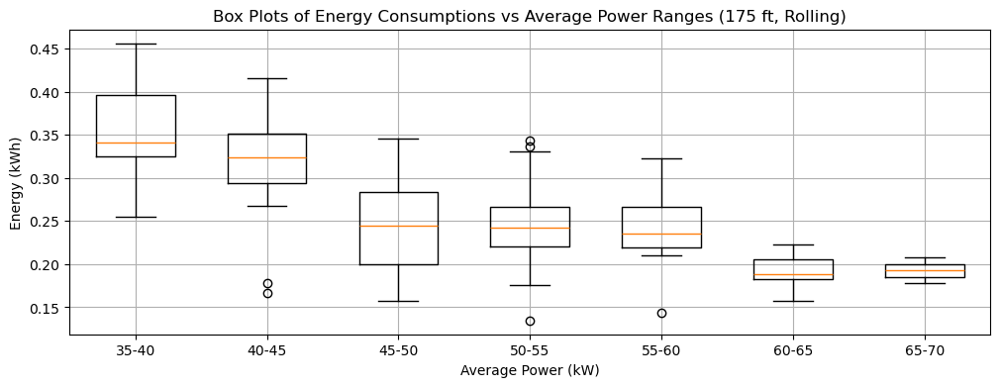 Box Plots of Energy Consumptions vs Average Power Ranges (175 ft, Rolling)
Energy (kWh)
0.45
0.40
0.35
0.30
0.25
0.20
0.15
35-40 40-45 45-50 50-55 55-60 60-65 65-70
Average Power (kW)